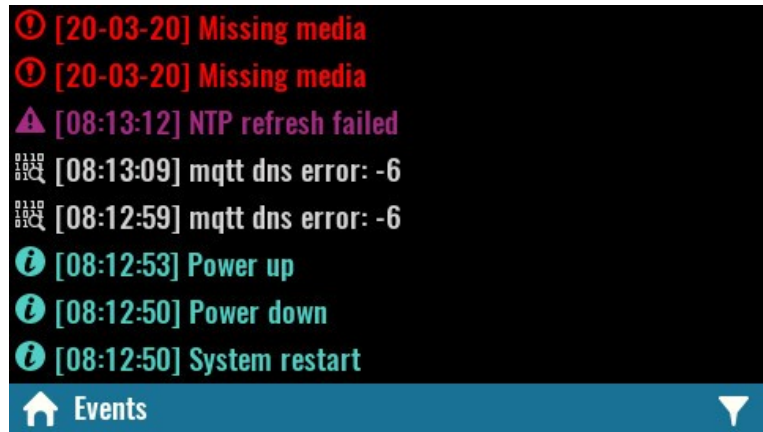 [20-03-20] Missing media
[20-03-20] Missing media
[08:13:12] NTP refresh failed
[08:13:09] mqtt dns error: -6
[08:12:59] mqtt dns error: -6
[08:12:53] Power up
[08:12:50] Power down
[08:12:50] System restart
Events